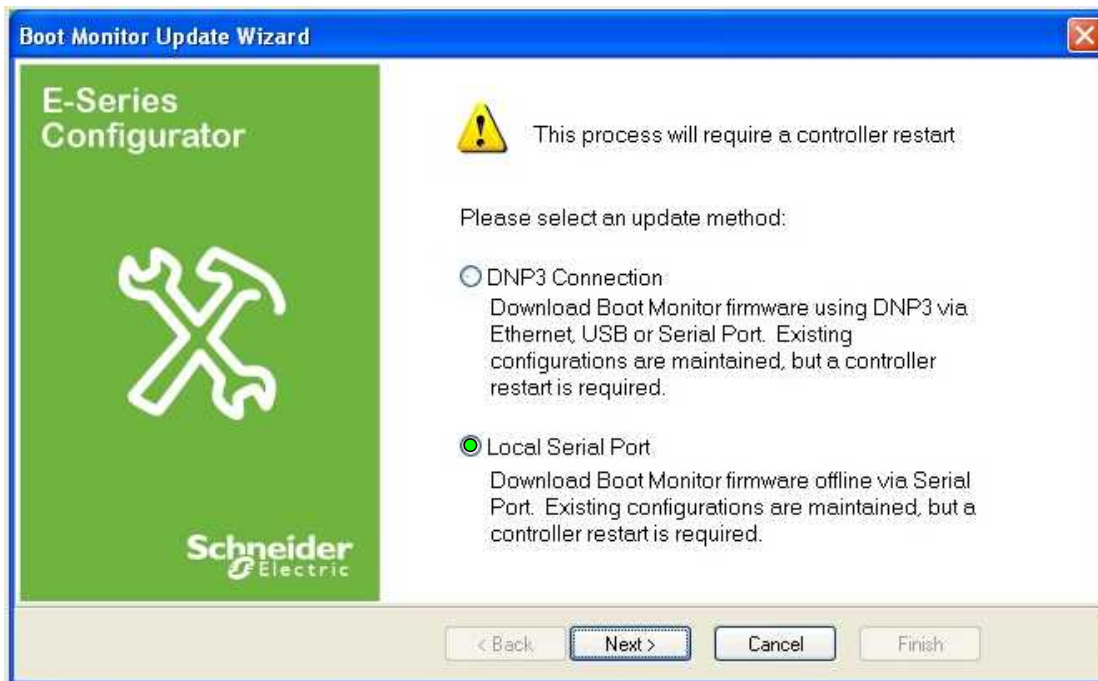 Boot Monitor Update Wizard
E-Series
Configurator
This process will require a controller restart
Please select an update method:
DNP3 Connection
Download Boot Monitor firmware using DNP3 via
Ethernet, USB or Serial Port. Existing
configurations are maintained, but a controller
restart is required.
Local Serial Port
Download Boot Monitor firmware offline via Serial
Port. Existing configurations are maintained, but a
controller restart is required.
Schneider
Electric
< Back
Next >
Cancel
Finish